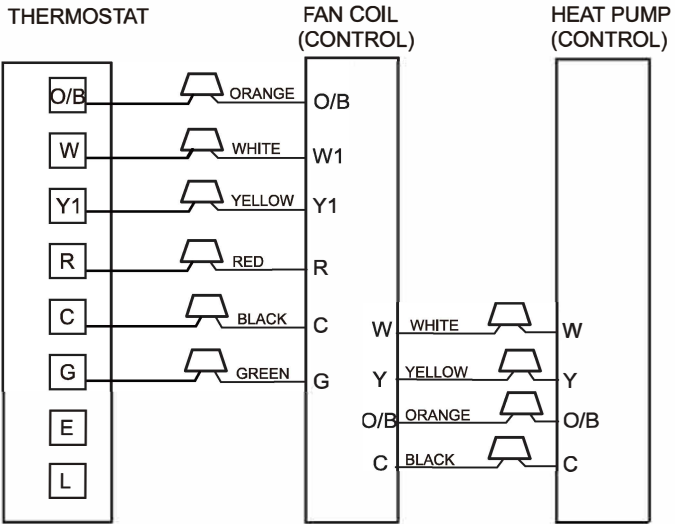 THERMOSTAT
FAN COIL
(CONTROL)
HEAT PUMP
(CONTROL)
O/B
ORANGE
O/B
W
WHITE
W1
Y1
YELLOW
Y1
R
RED
R
C
BLACK
C
G
GREEN
G
E
L
W
WHITE
W
Y
YELLOW
Y
O/B
ORANGE
O/B
C
BLACK
C